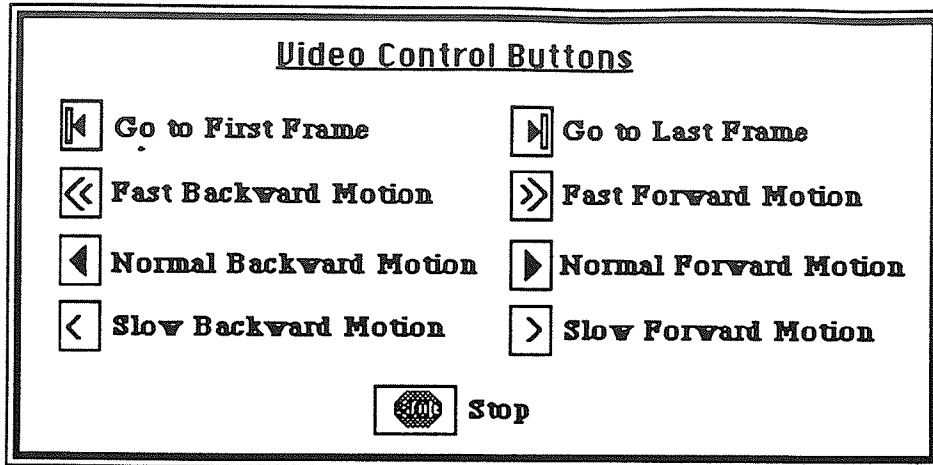 Video Control Buttons
Go to First Frame
Go to Last Frame
Fast Backward Motion
Fast Forward Motion
Normal Backward Motion
Normal Forward Motion
Slow Backward Motion
Slow Forward Motion
Stop